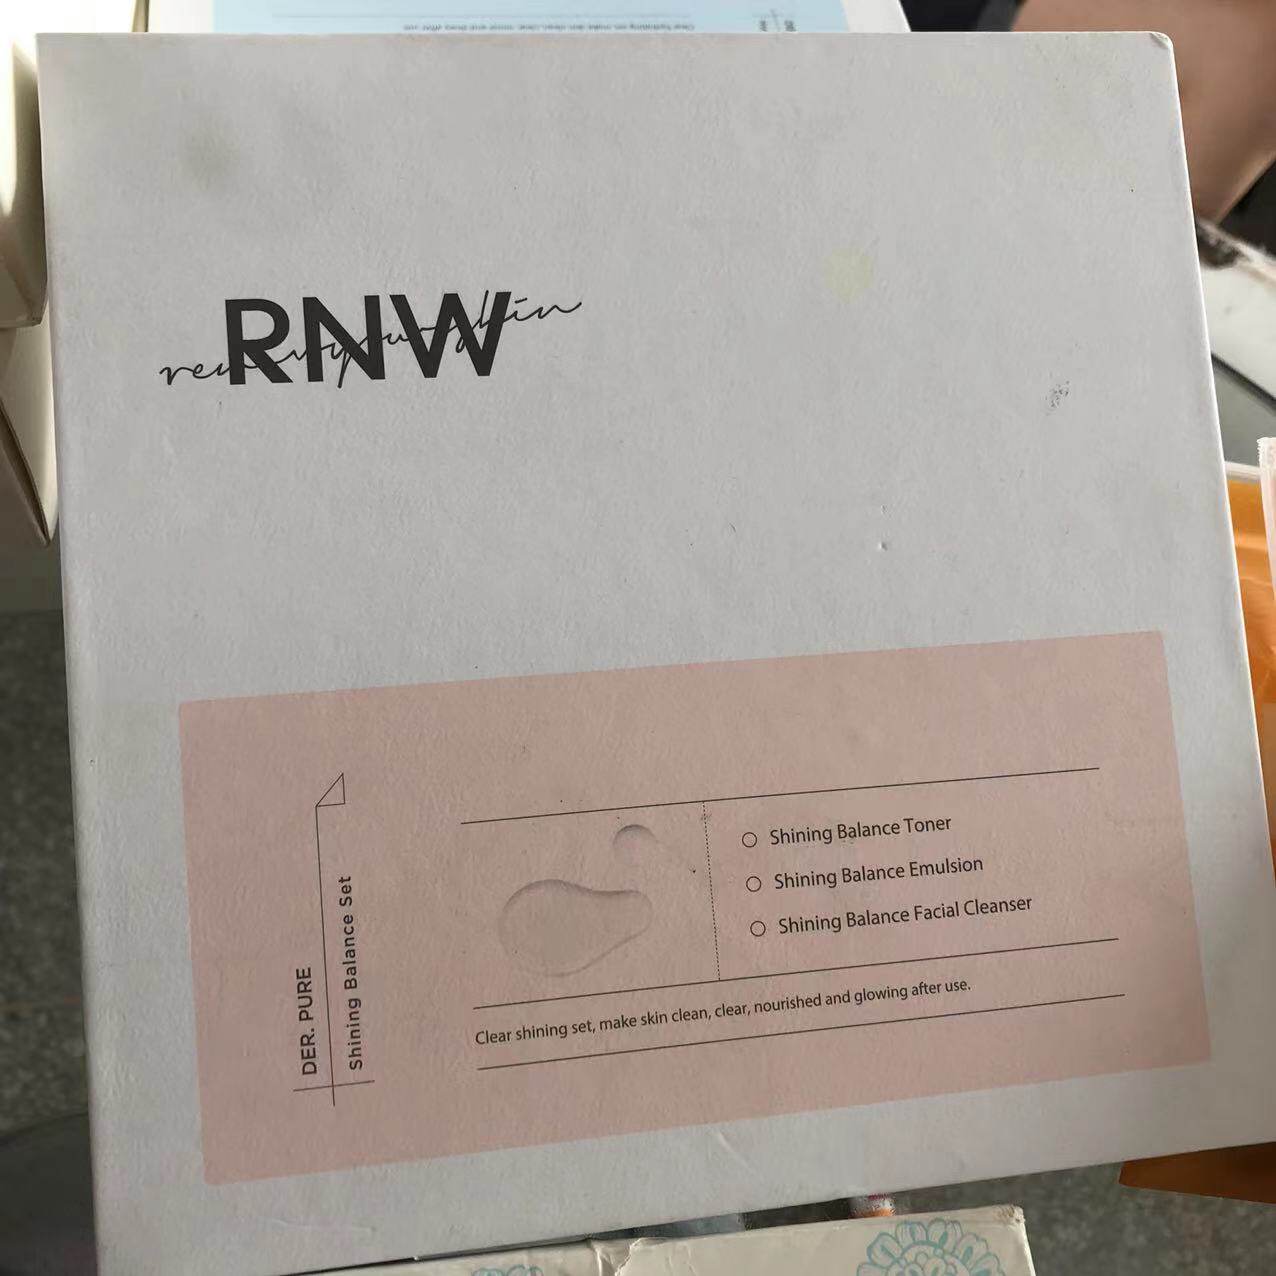 RNW
Shining Balance Toner
Shining Balance Emulsion
Shining Balance Facial Cleanser
Clear shining set, make skin clean, clear, nourished and glowing after use.
DER. PURE
Shining Balance Set